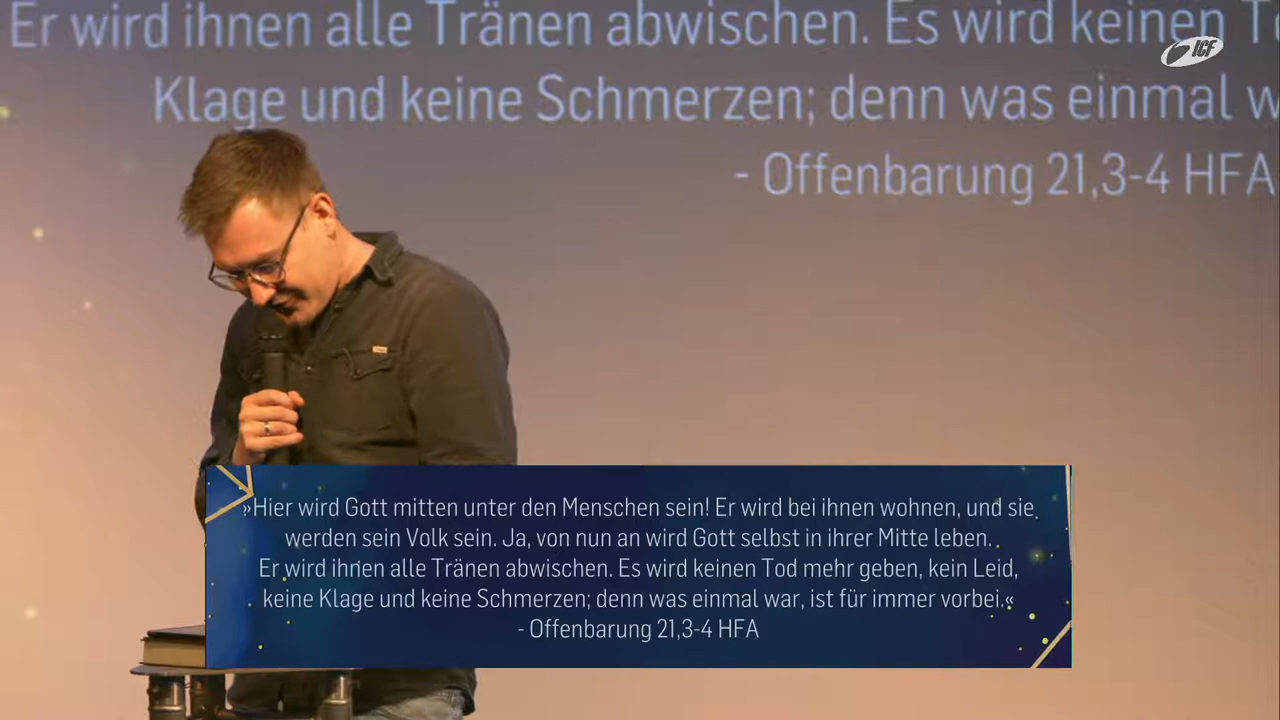 Er wird ihnen alle Tränen abwischen. Es wird keinen T
Klage und keine Schmerzen; denn was einmal w
- Offenbarung 21,3-4 HFA
ICF
»Hier wird Gott mitten unter den Menschen sein! Er wird bei ihnen wohnen, und sie
werden sein Volk sein. Ja, von nun an wird Gott selbst in ihrer Mitte leben.
Er wird ihnen alle Tränen abwischen. Es wird keinen Tod mehr geben, kein Leid,
keine Klage und keine Schmerzen; denn was einmal war, ist für immer vorbei.«
- Offenbarung 21,3-4 HFA